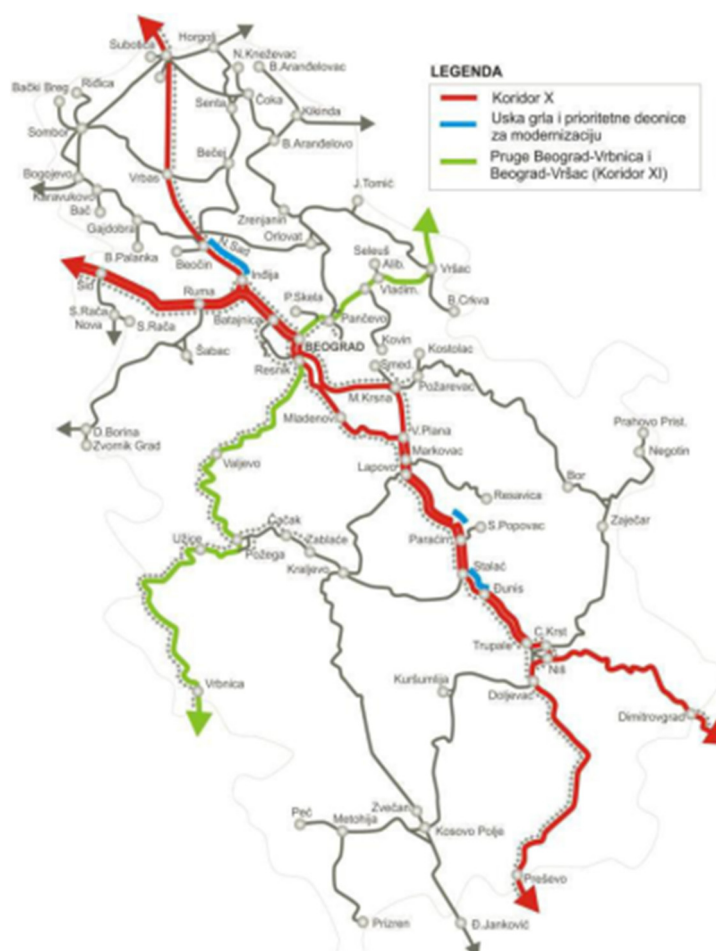 LEGENDA
Koridor X
Uska grla i prioritetne deonice
za modernizaciju
Pruge Beograd-Vrbnica i
Beograd-Vršac (Koridor XI)
Horgoš
Subotica
N.Kneževac
B.Aranđelovac
Bački Breg
Riđica
Senta
Čoka
Kikinda
Sombor
B.Aranđelovo
Bečej
Bogojevo
Vrbas
J.Tomić
Karavukovo
Bač
Zrenjanin
Gajdobra
Orlovat
N.Sad
B.Palanka
Beočin
Seleuš
Alib.
Vršac
Inđija
Vladim.
Šid
Ruma
P.Skela
B.Crkva
S.Rača
Nova
S.Rača
Batajnica
Pančevo
BEOGRAD
Kovin
Šabac
Resnik
Smed.
Kostolac
Požarevac
M.Krsna
Mladenovac
Prahovo Prist.
D.Borina
V.Plana
Zvornik Grad
Markovac
Negotin
Valjevo
Lapovo
Bor
Resavica
Čačak
S.Popovac
Zaječar
Užice
Zablaće
Paraćin
Požega
Kraljevo
Stalać
Đunis
C.Krst
Trupale
Niš
Vrbnica
Kuršumlija
Doljevac
Dimitrovgrad
Zvečan
Peć
Metohija
Kosovo Polje
Preševo
Prizren
Đ.Janković